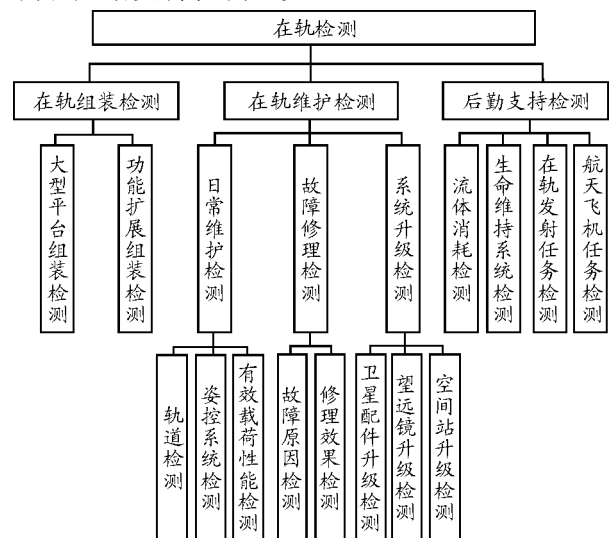 在轨检测
在轨组装检测
在轨维护检测
后勤支持检测
大型平台组装检测
功能扩展组装检测
日常维护检测
故障修理检测
系统升级检测
流体消耗检测
生命维持系统检测
在轨发射任务检测
航天飞机任务检测
轨道检测
姿控系统检测
有效载荷性能检测
故障原因检测
修理效果检测
卫星配件升级检测
望远镜升级检测
空间站升级检测